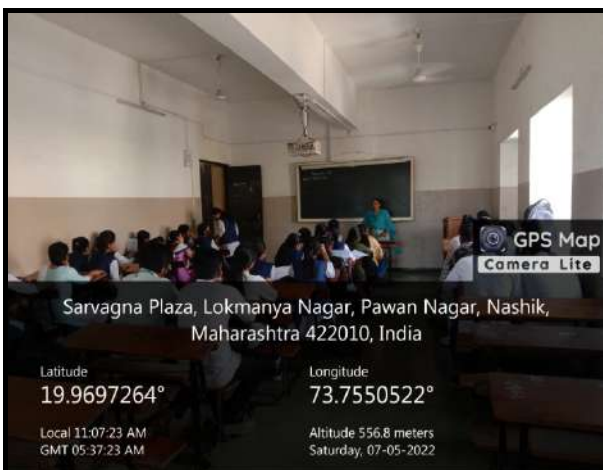 GPS Map
Camera Lite
Sarvagna Plaza, Lokmanya Nagar, Pawan Nagar, Nashik,
Maharashtra 422010, India
Latitude
19.9697264°
Longitude
73.7550522°
Local 11:07:23 AM
GMT 05:37:23 AM
Altitude 556.8 meters
Saturday, 07-05-2022